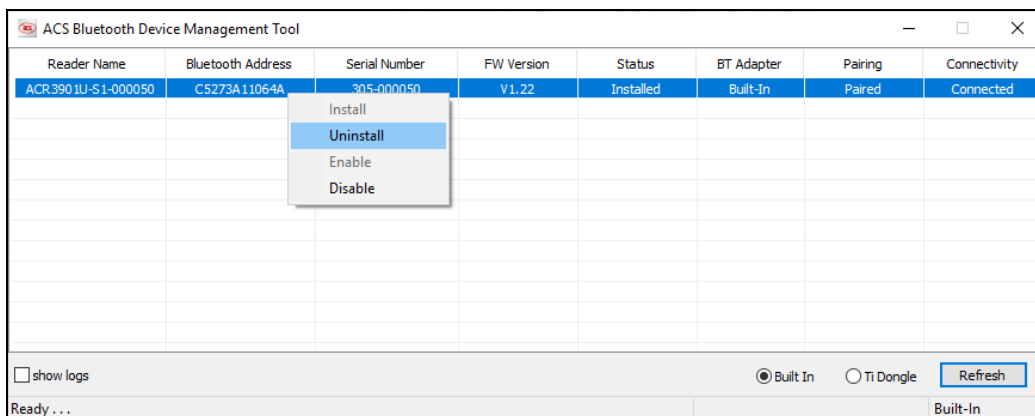 ACS Bluetooth Device Management Tool
Reader Name Bluetooth Address Serial Number FW Version Status BT Adapter Pairing Connectivity
ACR3901U-S1-000050 C5273A11064A 305-000050 V1.22 Installed Built-In Paired Connected
Install
Uninstall
Enable
Disable
show logs Built In Ti Dongle Refresh
Ready . . . Built-In